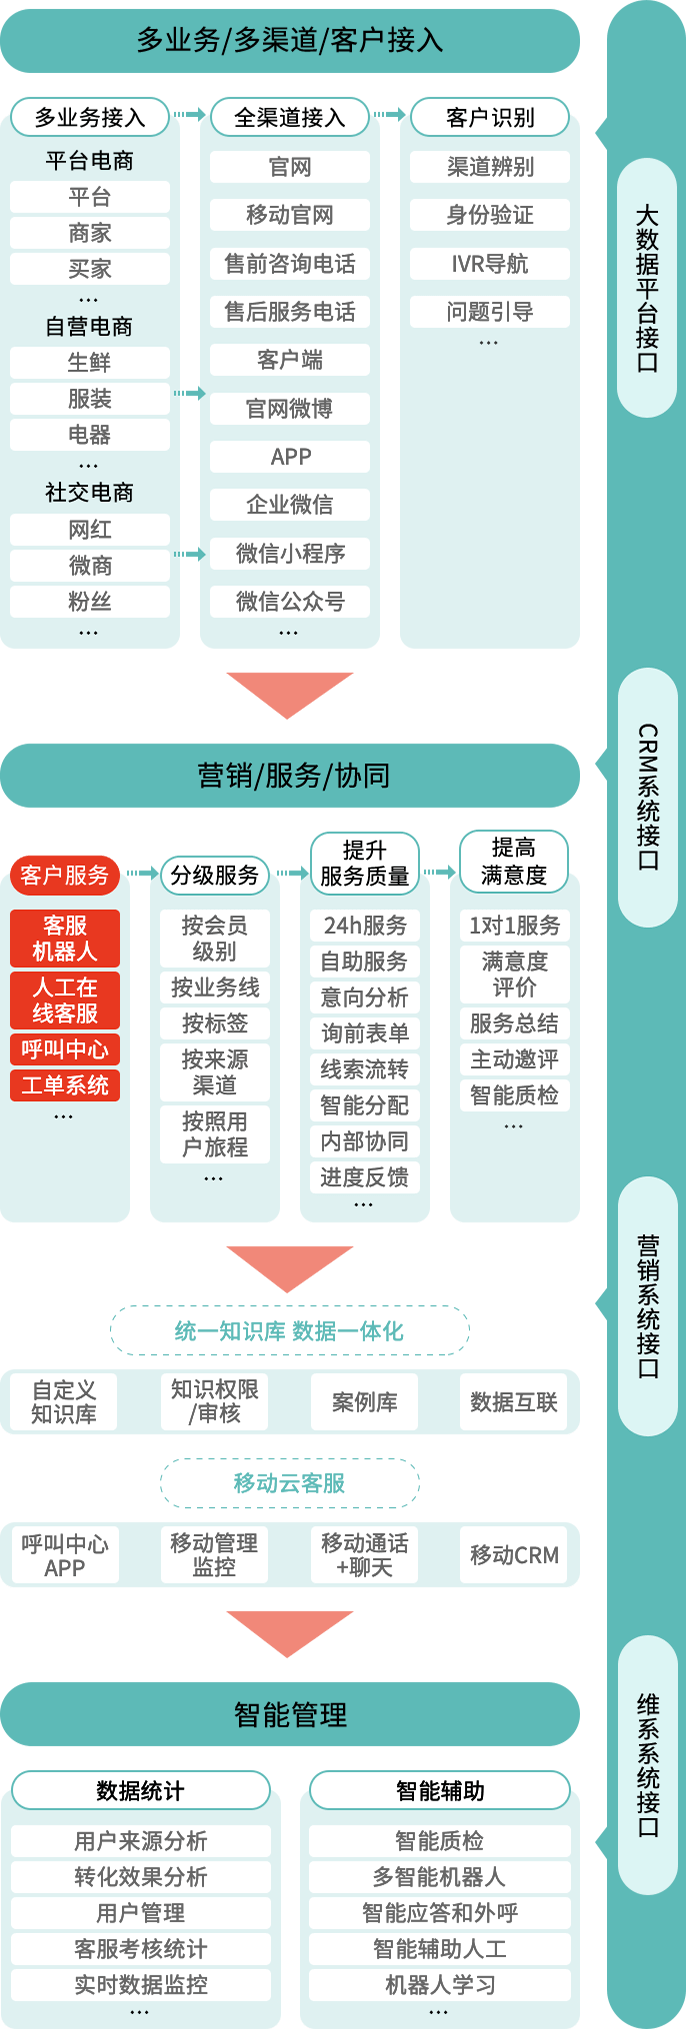 多业务/多渠道/客户接入
多业务接入
平台电商
平台
商家
买家
...
自营电商
生鲜
服装
电器
...
社交电商
网红
微商
粉丝
...
全渠道接入
官网
移动官网
售前咨询电话
售后服务电话
客户端
官网微博
APP
企业微信
微信小程序
微信公众号
...
客户识别
渠道辨别
身份验证
IVR导航
问题引导
...
营销/服务/协同
客户服务
客服
机器人
人工在
线客服
呼叫中心
工单系统
...
分级服务
按会员
级别
按业务线
按标签
按来源
渠道
按照用
户旅程
...
提升
服务质量
24h服务
自助服务
意向分析
询前表单
线索流转
智能分配
内部协同
进度反馈
...
提高
满意度
1对1服务
满意度
评价
服务总结
主动邀评
智能质检
...
统一知识库 数据一体化
自定义
知识库
知识权限
/审核
案例库
数据互联
移动云客服
呼叫中心
APP
移动管理
监控
移动通话
+聊天
移动CRM
智能管理
数据统计
用户来源分析
转化效果分析
用户管理
客服考核统计
实时数据监控
...
智能辅助
智能质检
多智能机器人
智能应答和外呼
智能辅助人工
机器人学习
...
大数据平台接口
CRM系统接口
营销系统接口
维系系统接口